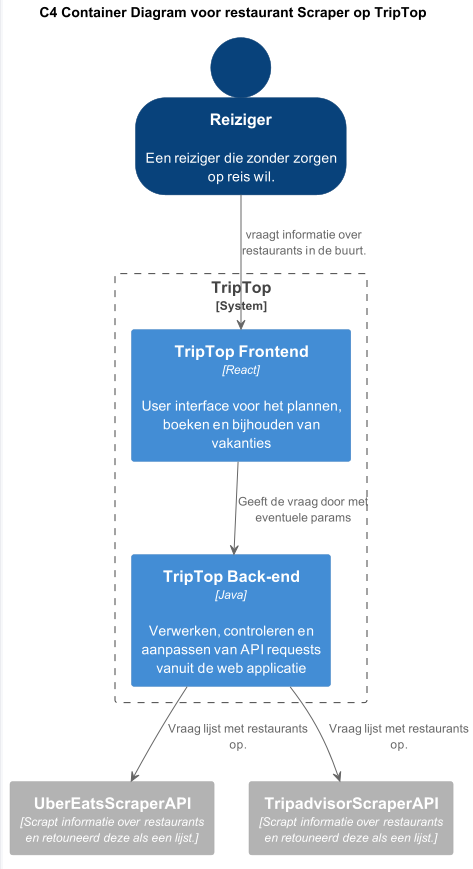 C4 Container Diagram voor restaurant Scraper op TripTop
Reiziger
Een reiziger die zonder zorgen
op reis wil.
vraagt informatie over
restaurants in de buurt.
TripTop
[System]
TripTop Frontend
[React]
User interface voor het plannen,
boeken en bijhouden van
vakanties
Geeft de vraag door met
eventuele params
TripTop Back-end
[Java]
Verwerken, controleren en
aanpassen van API requests
vanuit de web applicatie
Vraag lijst met restaurants
op.
Vraag lijst met restaurants
op.
UberEatsScraperAPI
[Scrapt informatie over restaurants
en retouneerd deze als een lijst.]
TripadvisorScraperAPI
[Scrapt informatie over restaurants
en retouneerd deze als een lijst.]